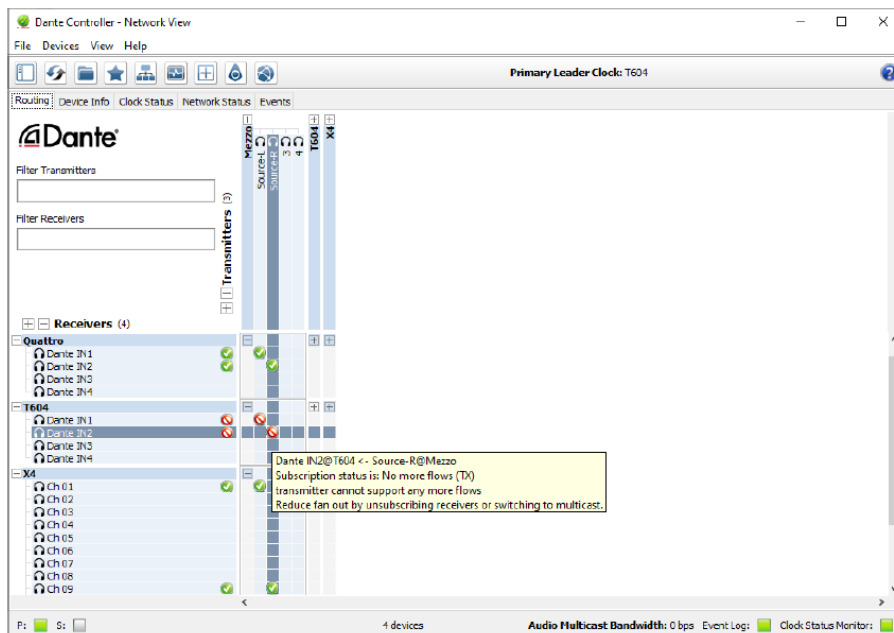 Dante Controller - Network View
File Devices View Help
Primary Leader Clock: T604
Routing Device Info Clock Status Network Status Events
Dante
Filter Transmitters
Filter Receivers
Transmitters (3)
Mezzo
Source-L
Source-R
3
4
T604
X4
Receivers (4)
Quattro
Dante IN1
Dante IN2
Dante IN3
Dante IN4
T604
Dante IN1
Dante IN2
Dante IN3
Dante IN4
Dante IN2@T604 <- Source-R@Mezzo
Subscription status is: No more flows (TX)
transmitter cannot support any more flows
Reduce fan out by unsubscribing receivers or switching to multicast.
X4
Ch 01
Ch 02
Ch 03
Ch 04
Ch 05
Ch 06
Ch 07
Ch 08
Ch 09
P: S: 4 devices Audio Multicast Bandwidth: 0 bps Event Log: Clock Status Monitor: